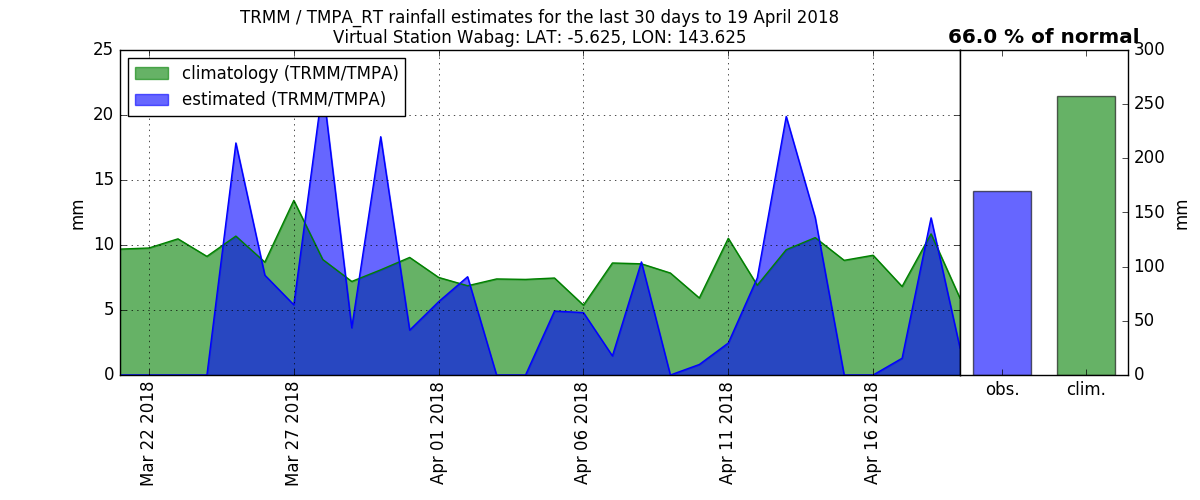 TRMM / TMPA_RT rainfall estimates for the last 30 days to 19 April 2018
Virtual Station Wabag: LAT: -5.625, LON: 143.625
66.0 % of normal
climatology (TRMM/TMPA)
estimated (TRMM/TMPA)
25
20
15
10
5
0
mm
Mar 22 2018
Mar 27 2018
Apr 01 2018
Apr 06 2018
Apr 11 2018
Apr 16 2018
300
250
200
150
100
50
0
mm
obs.
clim.